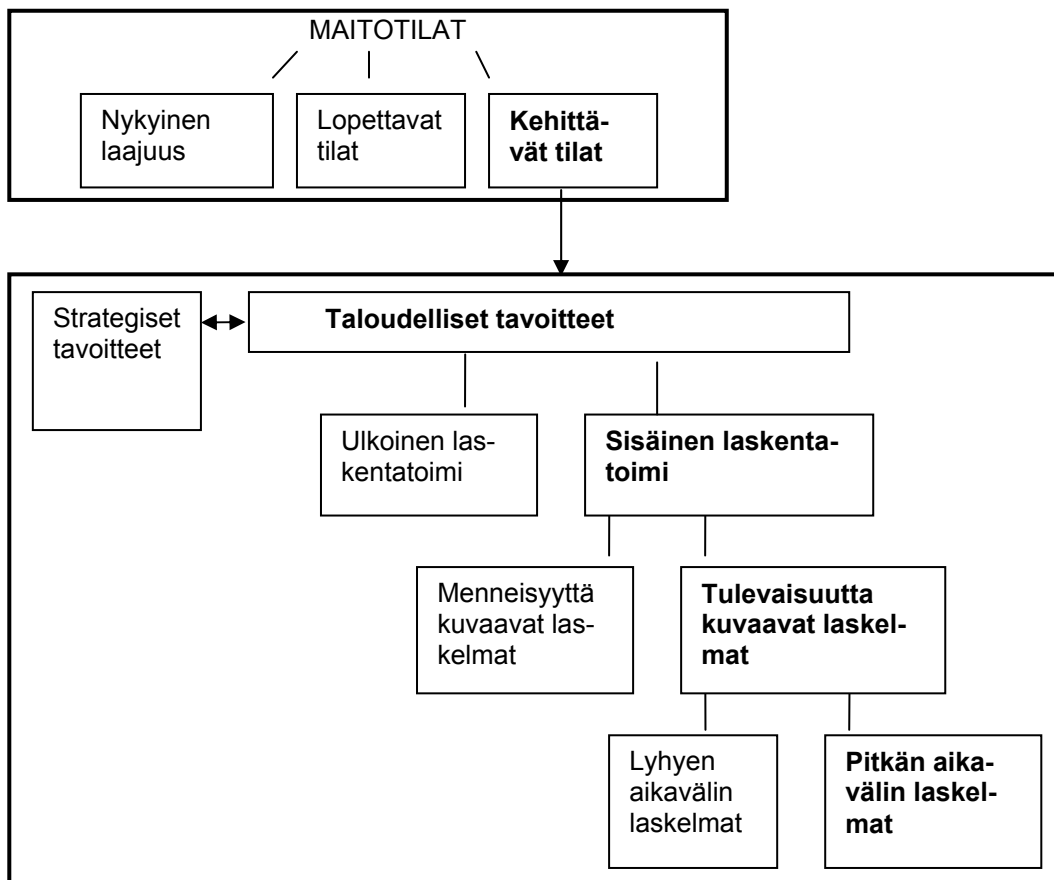 MAITOTILAT
Nykyinen
laajuus
Lopettavat
tilat
Kehittä-
vät tilat
Strategiset
tavoitteet
Taloudelliset tavoitteet
Ulkoinen las-
kentatoimi
Sisäinen laskenta-
toimi
Menneisyyttä
kuvaavat las-
kelmat
Tulevaisuutta
kuvaavat laskel-
mat
Lyhyen
aikavälin
laskelmat
Pitkän aika-
välin laskel-
mat